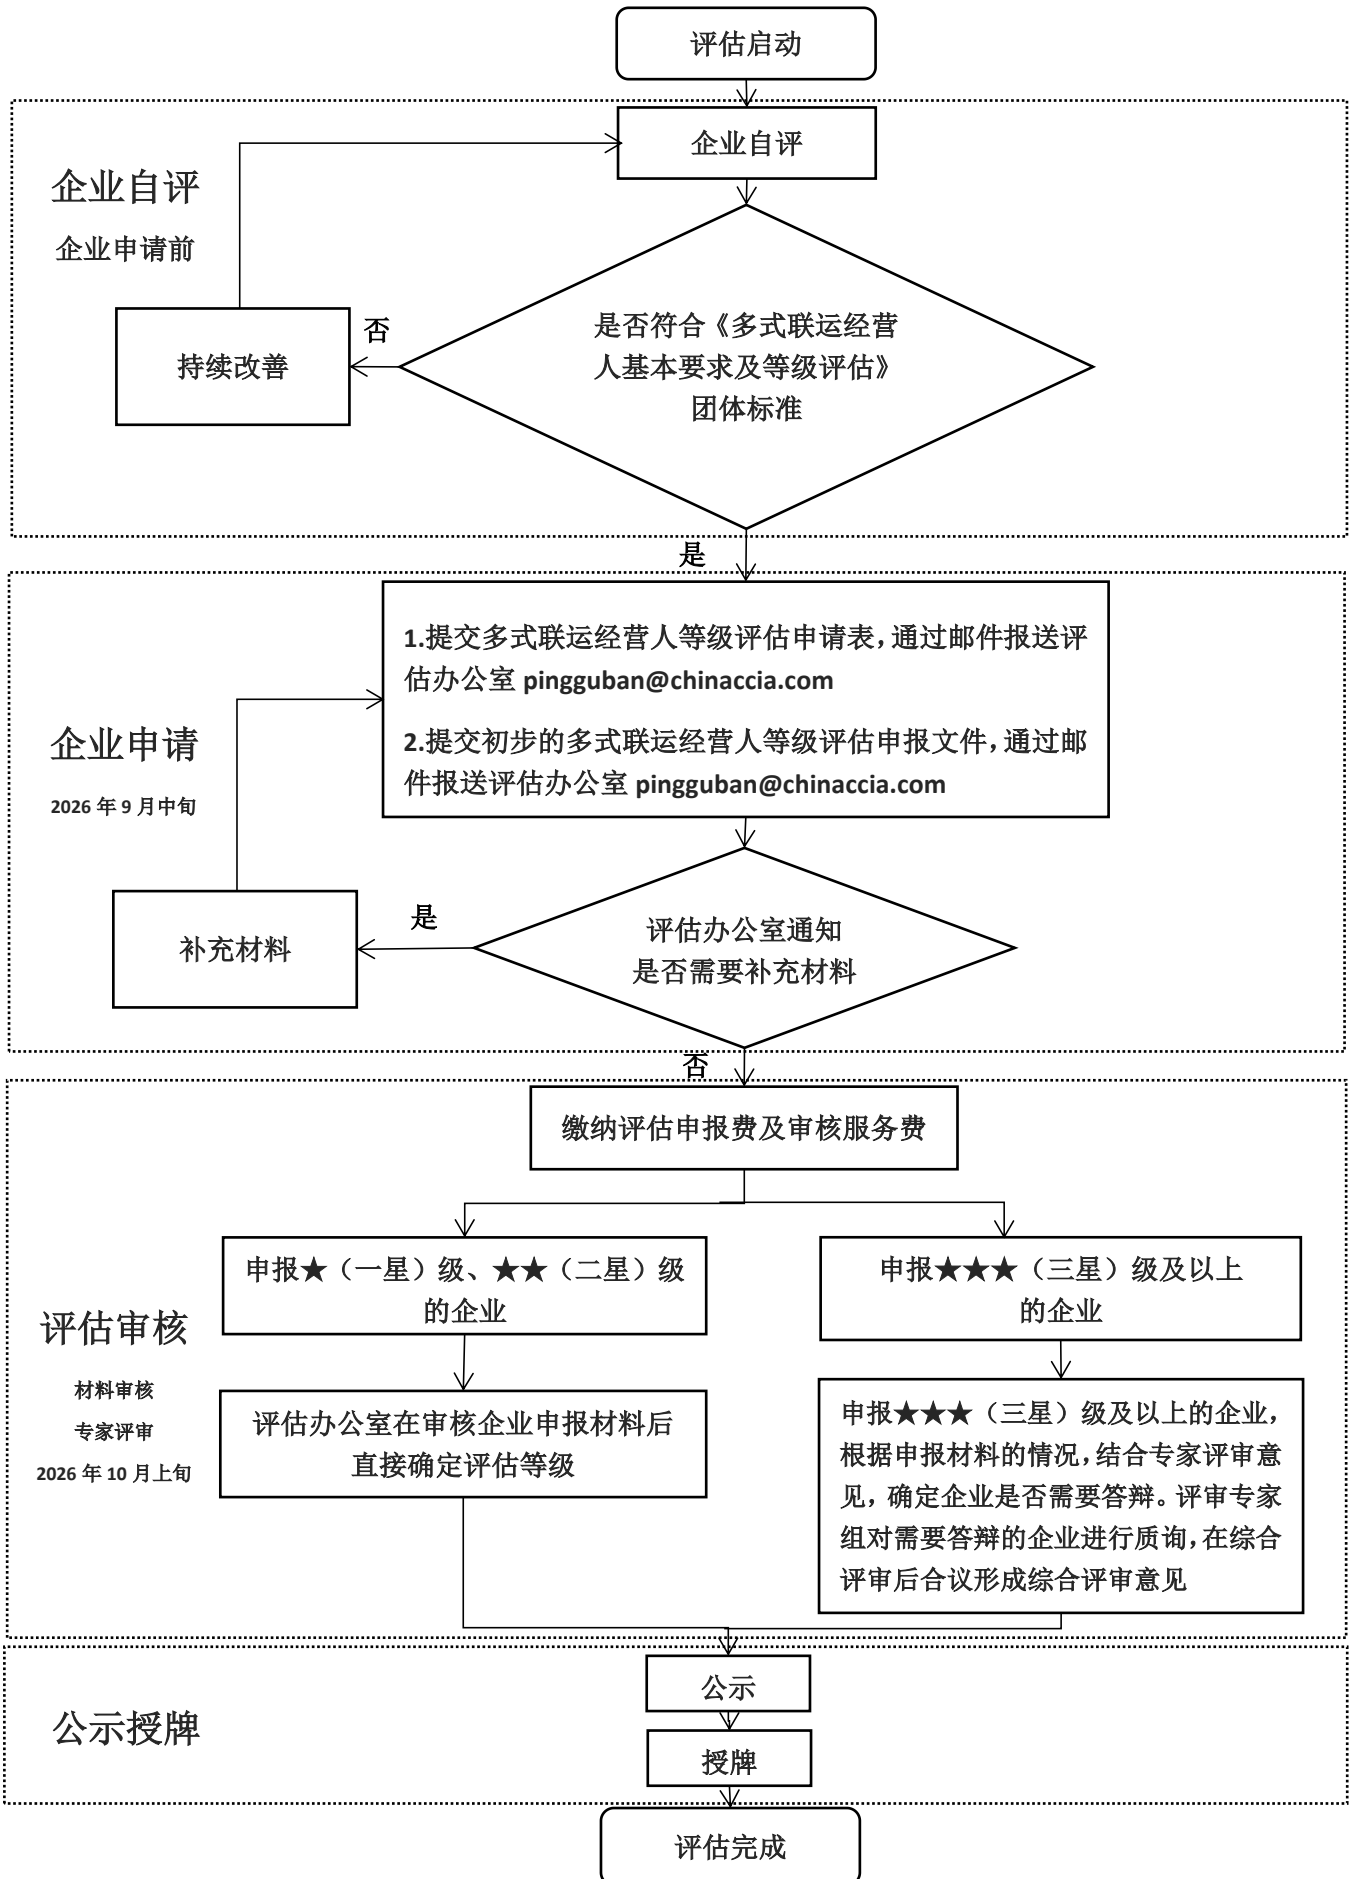 评估启动
企业自评
企业自评
企业申请前
是否符合《多式联运经营
人基本要求及等级评估》
团体标准
否
持续改善
是
1.提交多式联运经营人等级评估申请表，通过邮件报送评
估办公室 pingguban@chinaccia.com
2.提交初步的多式联运经营人等级评估申报文件，通过邮
件报送评估办公室 pingguban@chinaccia.com
企业申请
2026 年 9 月中旬
评估办公室通知
是否需要补充材料
是
补充材料
否
缴纳评估申报费及审核服务费
申报★（一星）级、★★（二星）级
的企业
申报★★★（三星）级及以上
的企业
评估审核
材料审核
专家评审
2026 年 10 月上旬
评估办公室在审核企业申报材料后
直接确定评估等级
申报★★★（三星）级及以上的企业，
根据申报材料的情况，结合专家评审意
见，确定企业是否需要答辩。评审专家
组对需要答辩的企业进行质询，在综合
评审后合议形成综合评审意见
公示授牌
公示
授牌
评估完成